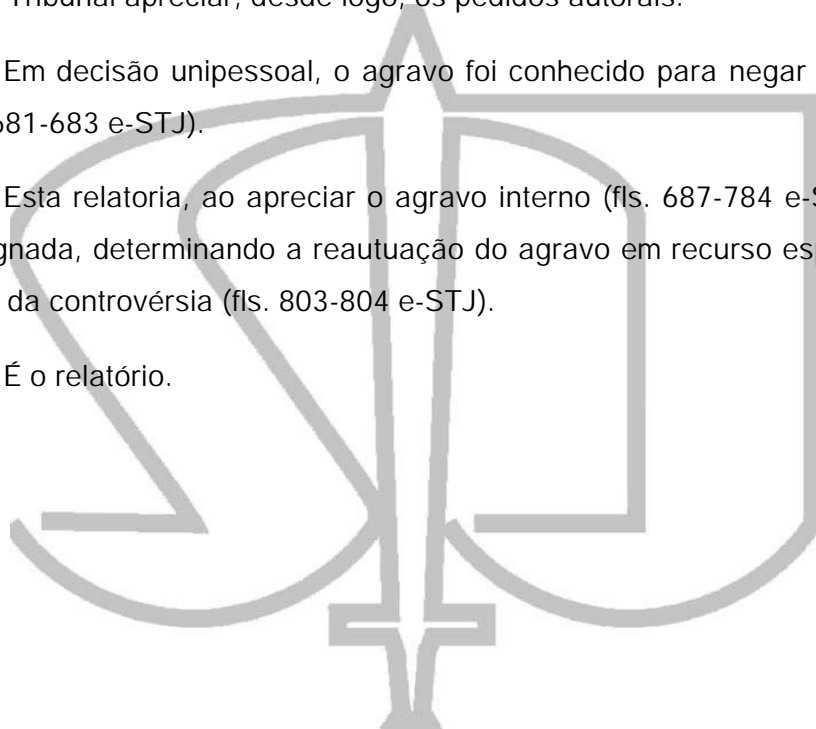 Tribunal apreciar, desde logo, os pedidos autorais.
Em decisão unipessoal, o agravo foi conhecido para negar
681-683 e-STJ).
Esta relatoria, ao apreciar o agravo interno (fls. 687-784 e-S
gnada, determinando a reautuação do agravo em recurso es
da controvérsia (fls. 803-804 e-STJ).
É o relatório.